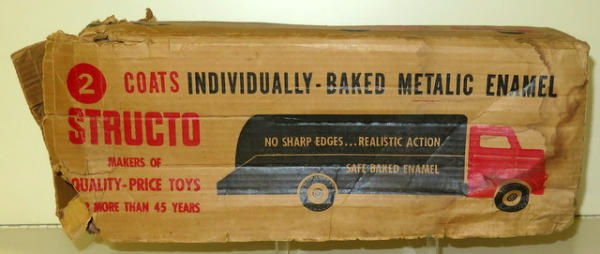 2 COATS INDIVIDUALLY-BAKED METALIC ENAMEL
STRUCTO
MAKERS OF
QUALITY-PRICE TOYS
MORE THAN 45 YEARS
NO SHARP EDGES...REALISTIC ACTION
SAFE BAKED ENAMEL